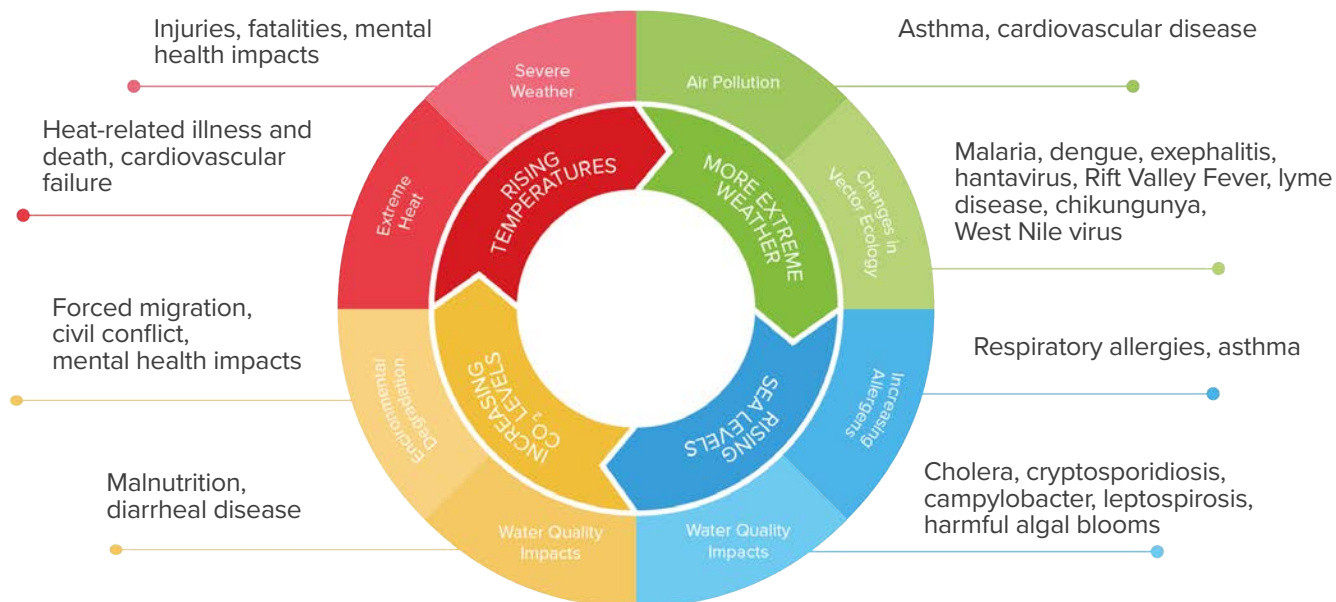 Injuries, fatalities, mental
health impacts
Severe
Weather
Air Pollution
Asthma, cardiovascular disease
Heat-related illness and
death, cardiovascular
failure
Extreme
Heat
RISING
TEMPERATURES
MORE EXTREME
WEATHER
Changes in
Vector Ecology
Malaria, dengue, exephalitis,
hantavirus, Rift Valley Fever, lyme
disease, chikungunya,
West Nile virus
Forced migration,
civil conflict,
mental health impacts
Encironmental
Degradation
INCREASING
CO₂ LEVELS
RISING
SEA LEVELS
Increasing
Allergens
Respiratory allergies, asthma
Malnutrition,
diarrheal disease
Water Quality
Impacts
Water Quality
Impacts
Cholera, cryptosporidiosis,
campylobacter, leptospirosis,
harmful algal blooms